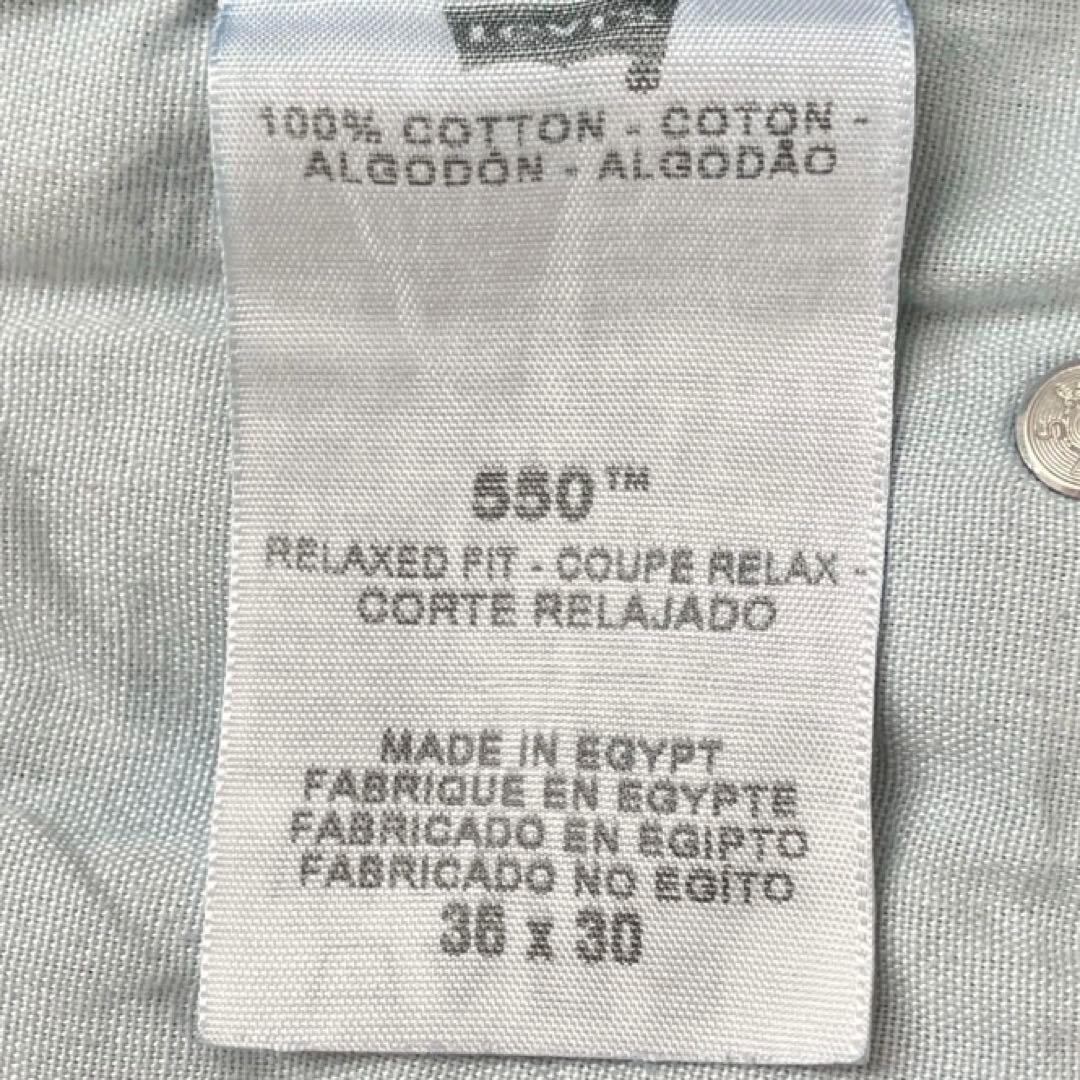 Levi's
®
100% COTTON - COTON -
ALGODÓN - ALGODÃO
550™
RELAXED FIT - COUPE RELAX -
CORTE RELAJADO
MADE IN EGYPT
FABRIQUE EN EGYPTE
FABRICADO EN EGIPTO
FABRICADO NO EGITO
36 x 30